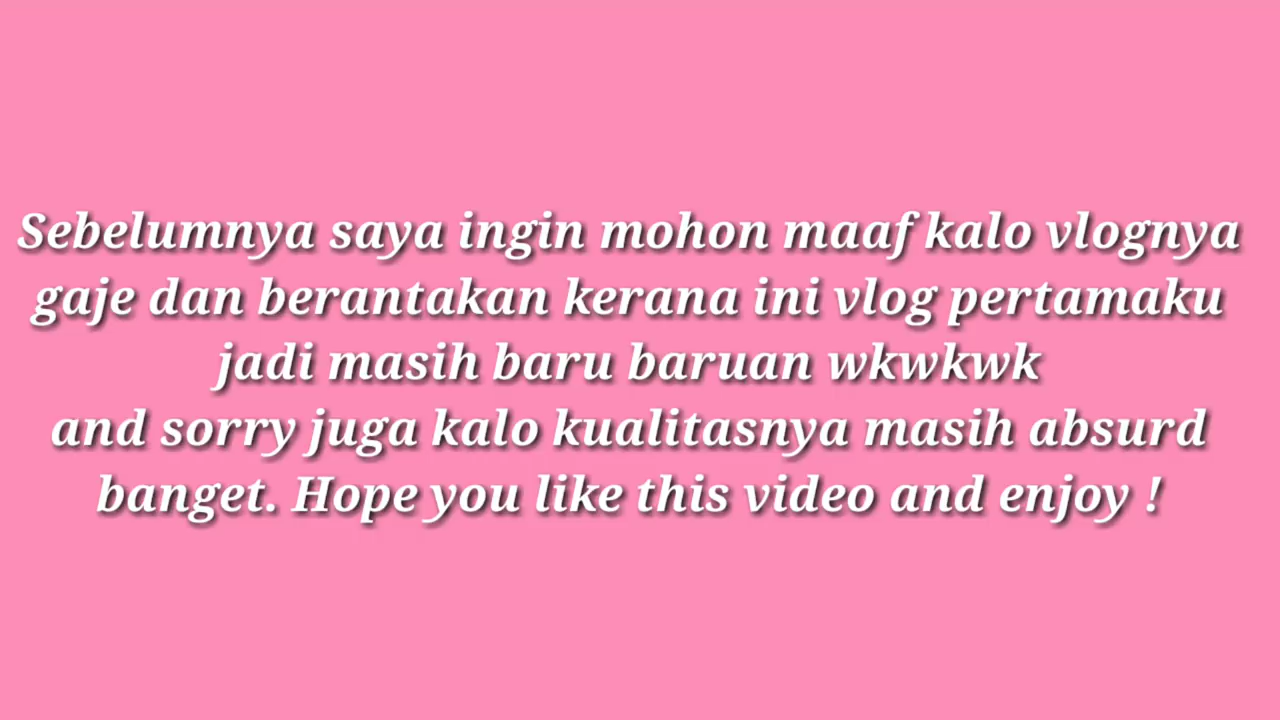 Sebelumnya saya ingin mohon maaf kalo vlognya
gaje dan berantakan kerana ini vlog pertamaku
jadi masih baru baruan wkwkwk
and sorry juga kalo kualitasnya masih absurd
banget. Hope you like this video and enjoy !